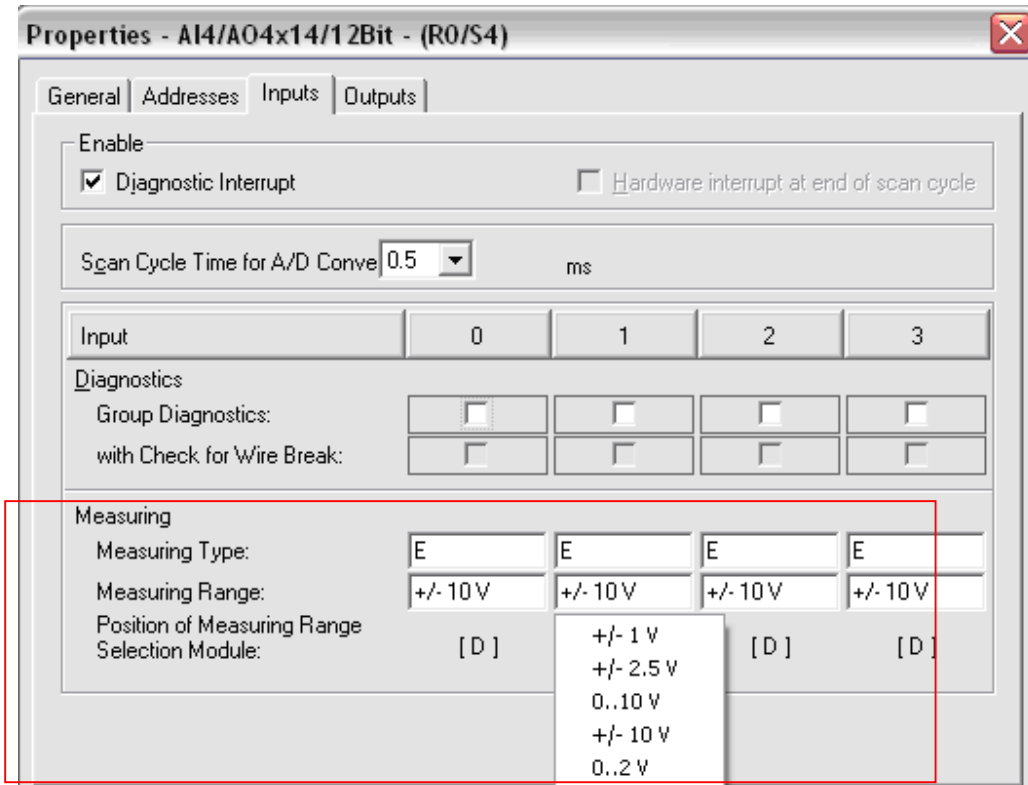 Properties - AI4/AO4x14/12Bit - (R0/S4)
General Addresses Inputs Outputs
Enable
Diagnostic Interrupt Hardware interrupt at end of scan cycle
Scan Cycle Time for A/D Conve 0.5 ms
Input 0 1 2 3
Diagnostics
Group Diagnostics:
with Check for Wire Break:
Measuring
Measuring Type: E E E E
Measuring Range: +/- 10 V +/- 10 V +/- 10 V +/- 10 V
Position of Measuring Range
Selection Module: [ D ] [ D ] [ D ]
+/- 1 V
+/- 2.5 V
0..10 V
+/- 10 V
0..2 V